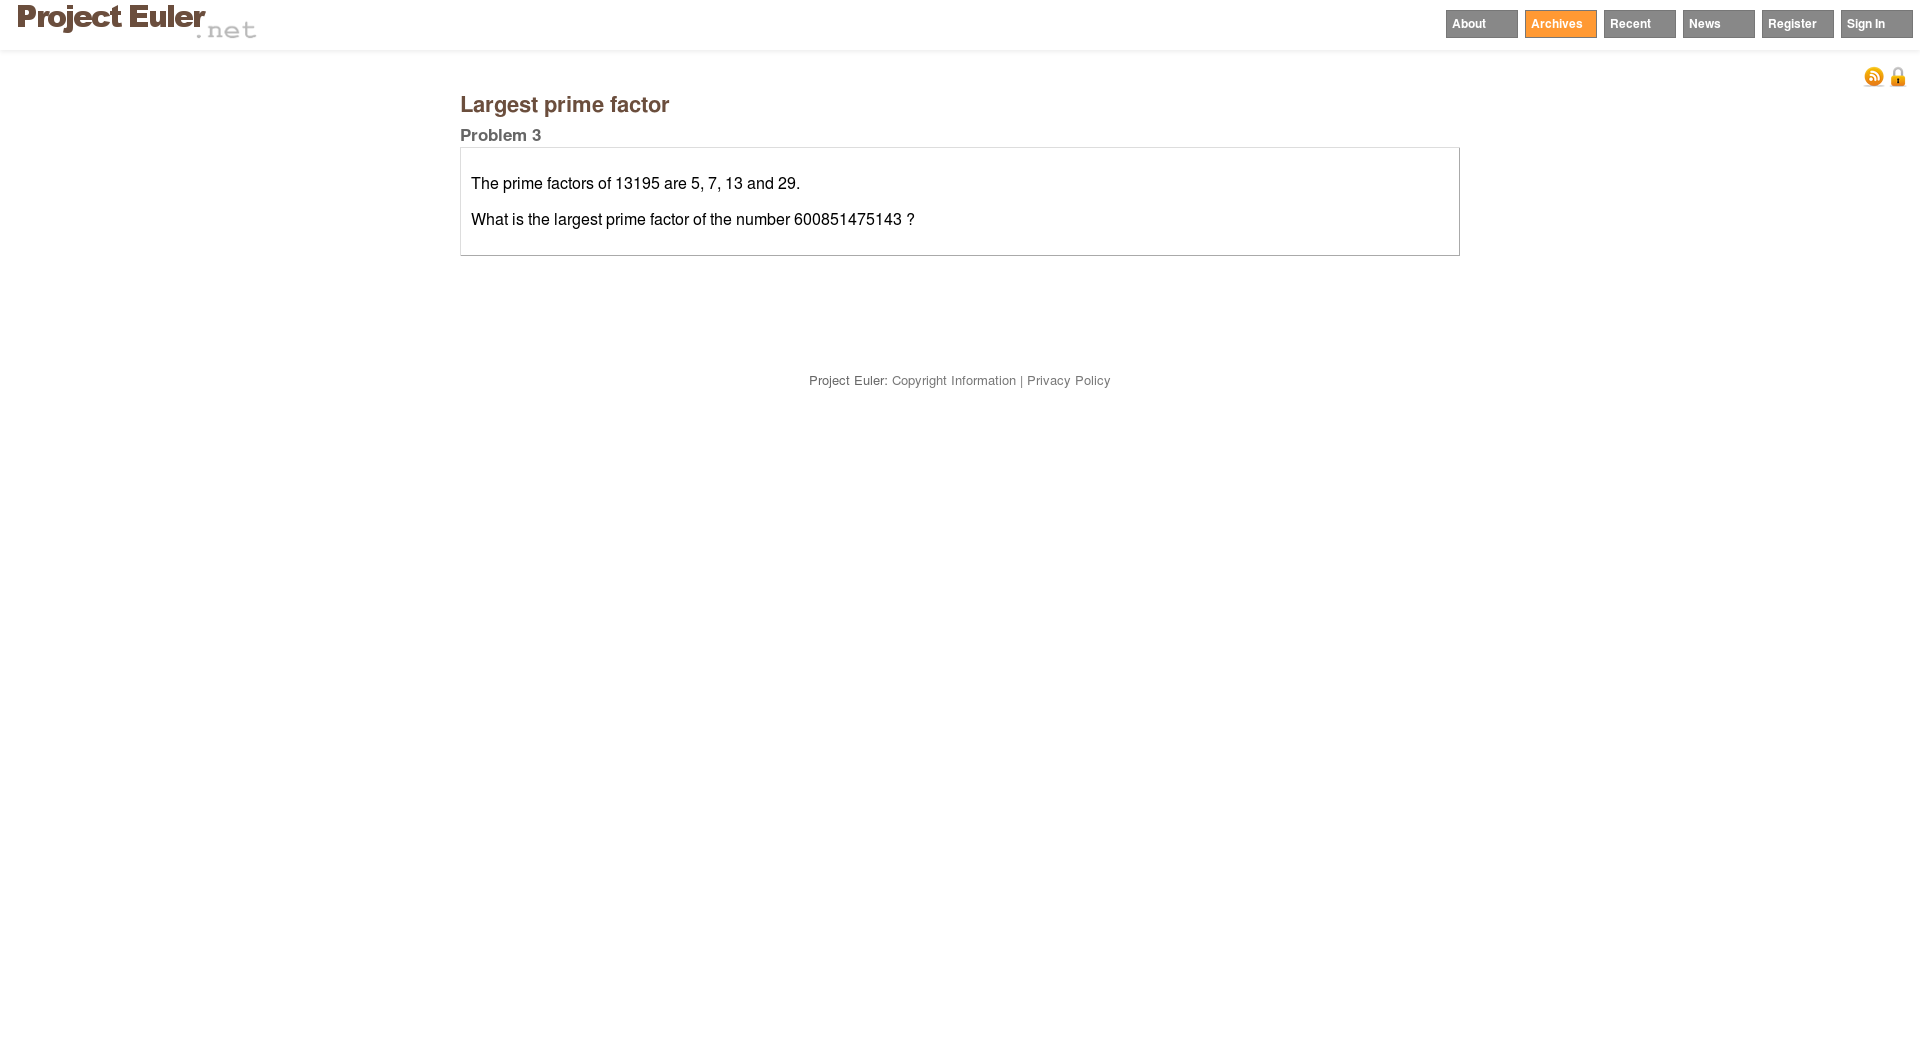 Project Euler.net
About Archives Recent News Register Sign In
Largest prime factor
Problem 3
The prime factors of 13195 are 5, 7, 13 and 29.
What is the largest prime factor of the number 600851475143 ?
Project Euler: Copyright Information | Privacy Policy